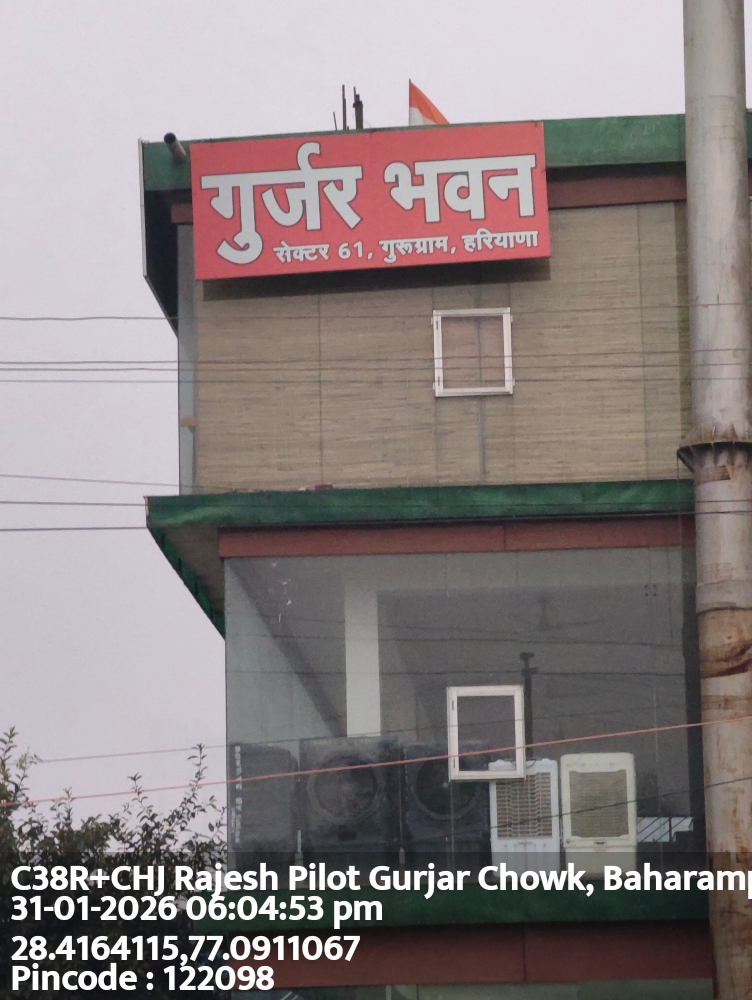 गुर्जर भवन
सेक्टर 61, गुरूग्राम, हरियाणा
C38R+CHJ Rajesh Pilot Gurjar Chowk, Baharamp
31-01-2026 06:04:53 pm
28.4164115,77.0911067
Pincode : 122098